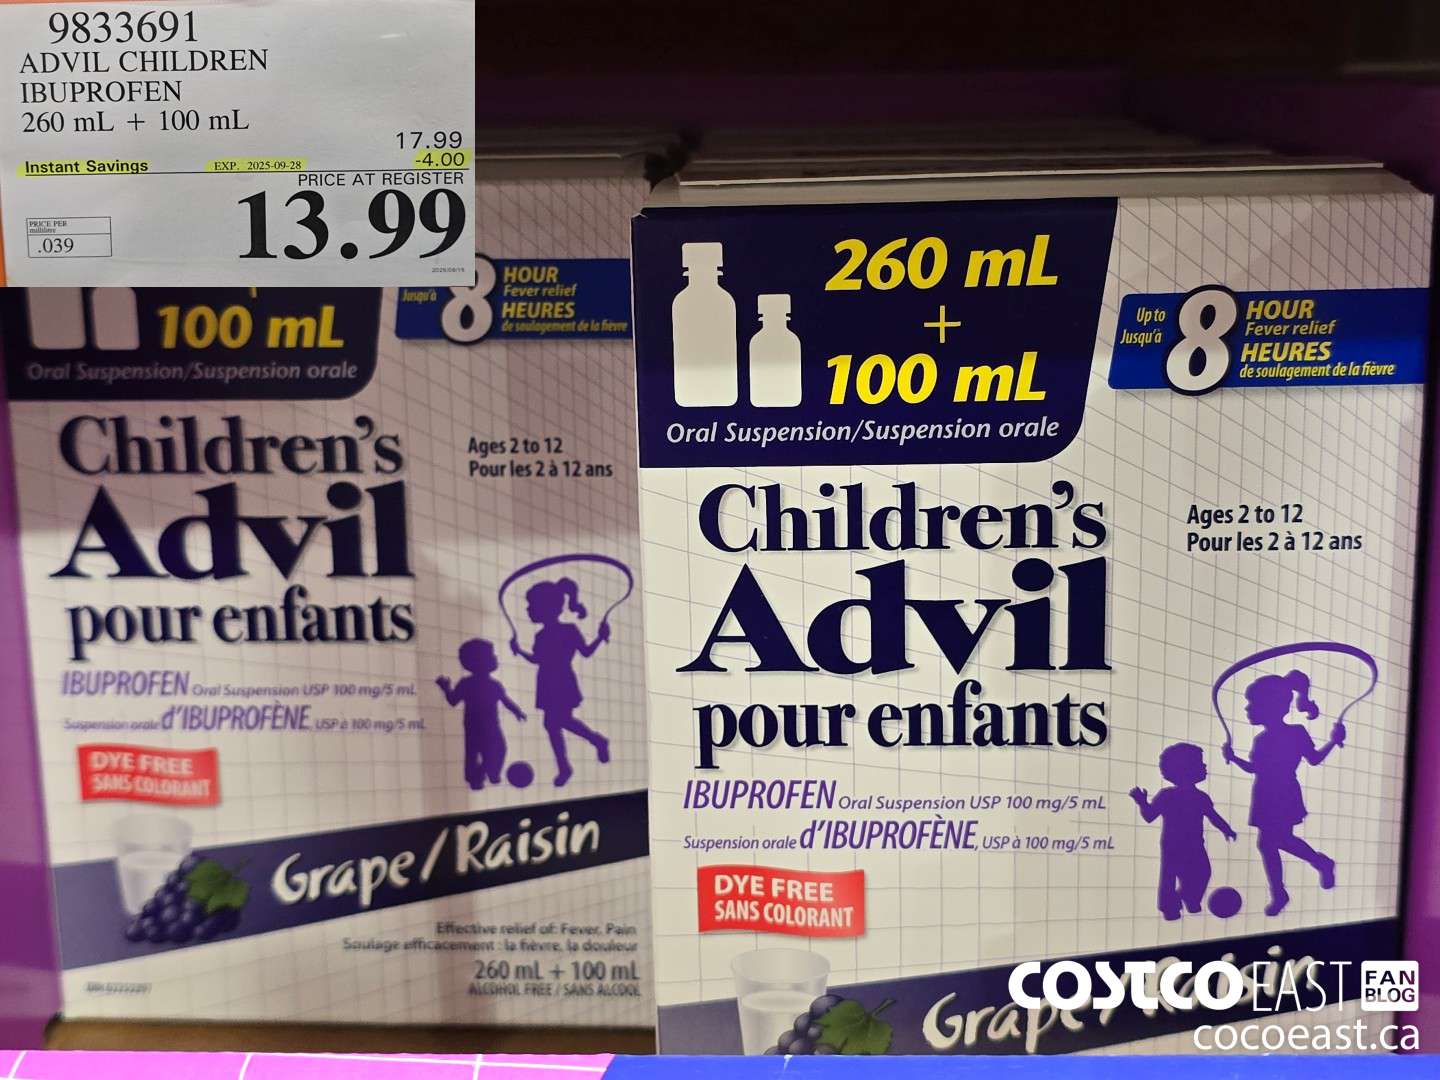 9833691
ADVIL CHILDREN
IBUPROFEN
260 mL + 100 mL
17.99
Instant Savings EXP. 2025-09-28 -4.00
PRICE AT REGISTER
13.99
PRICE PER
millilitre
.039
100 mL
Oral Suspension/Suspension orale
Jusqu'à
8
HOUR
Fever relief
HEURES
de soulagement de la fièvre
Children's
Advil
pour enfants
Ages 2 to 12
Pour les 2 à 12 ans
IBUPROFEN Oral Suspension USP 100 mg/5 mL
Suspension orale d'IBUPROFÈNE, USP à 100 mg/5 mL
DYE FREE
SANS COLORANT
Grape/Raisin
Effective relief of: Fever, Pain
Soulage efficacement : la fièvre, la douleur
260 mL + 100 mL
ALCOHOL FREE / SANS ALCOOL
260 mL
+
100 mL
Oral Suspension/Suspension orale
Up to
Jusqu'à
8
HOUR
Fever relief
HEURES
de soulagement de la fièvre
Children's
Advil
pour enfants
Ages 2 to 12
Pour les 2 à 12 ans
IBUPROFEN Oral Suspension USP 100 mg/5 mL
Suspension orale d'IBUPROFÈNE, USP à 100 mg/5 mL
DYE FREE
SANS COLORANT
Grape/Raisin
COSTCO EAST FAN BLOG
cocoeast.ca